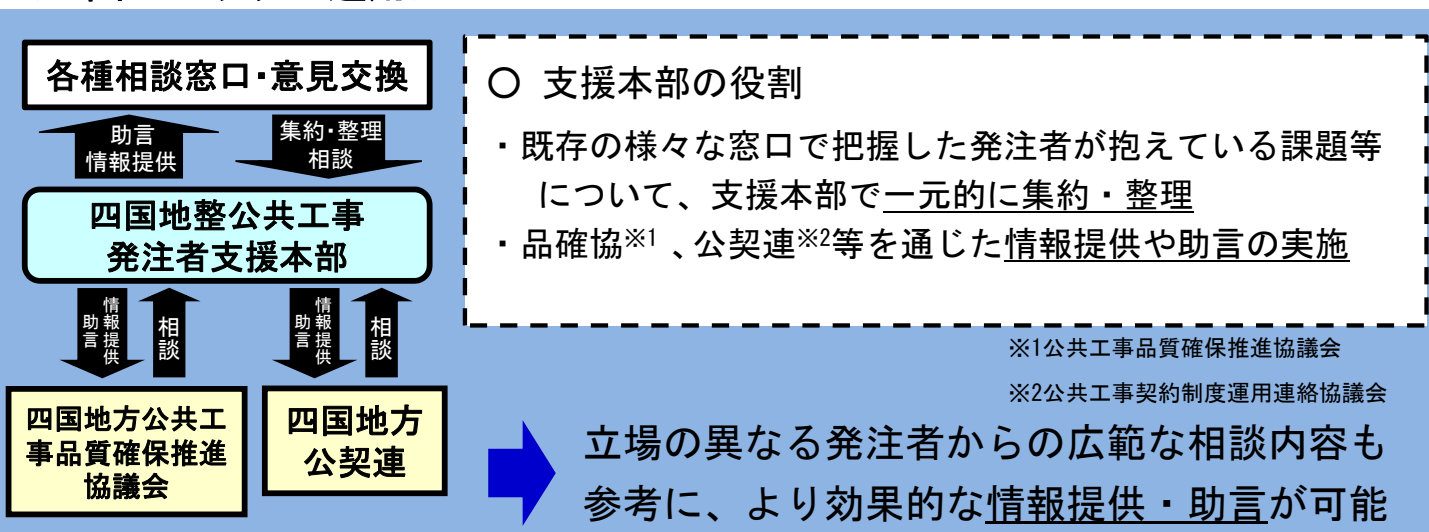 各種相談窓口・意見交換
助言
情報提供
集約・整理
相談
四国地整公共工事
発注者支援本部
情報提供
助言
相談
情報提供
助言
相談
四国地方公共工
事品質確保推進
協議会
四国地方
公契連
○ 支援本部の役割
・既存の様々な窓口で把握した発注者が抱えている課題等
について、支援本部で一元的に集約・整理
・品確協※1 、公契連※2等を通じた情報提供や助言の実施
※1公共工事品質確保推進協議会
※2公共工事契約制度運用連絡協議会
立場の異なる発注者からの広範な相談内容も
参考に、より効果的な情報提供・助言が可能